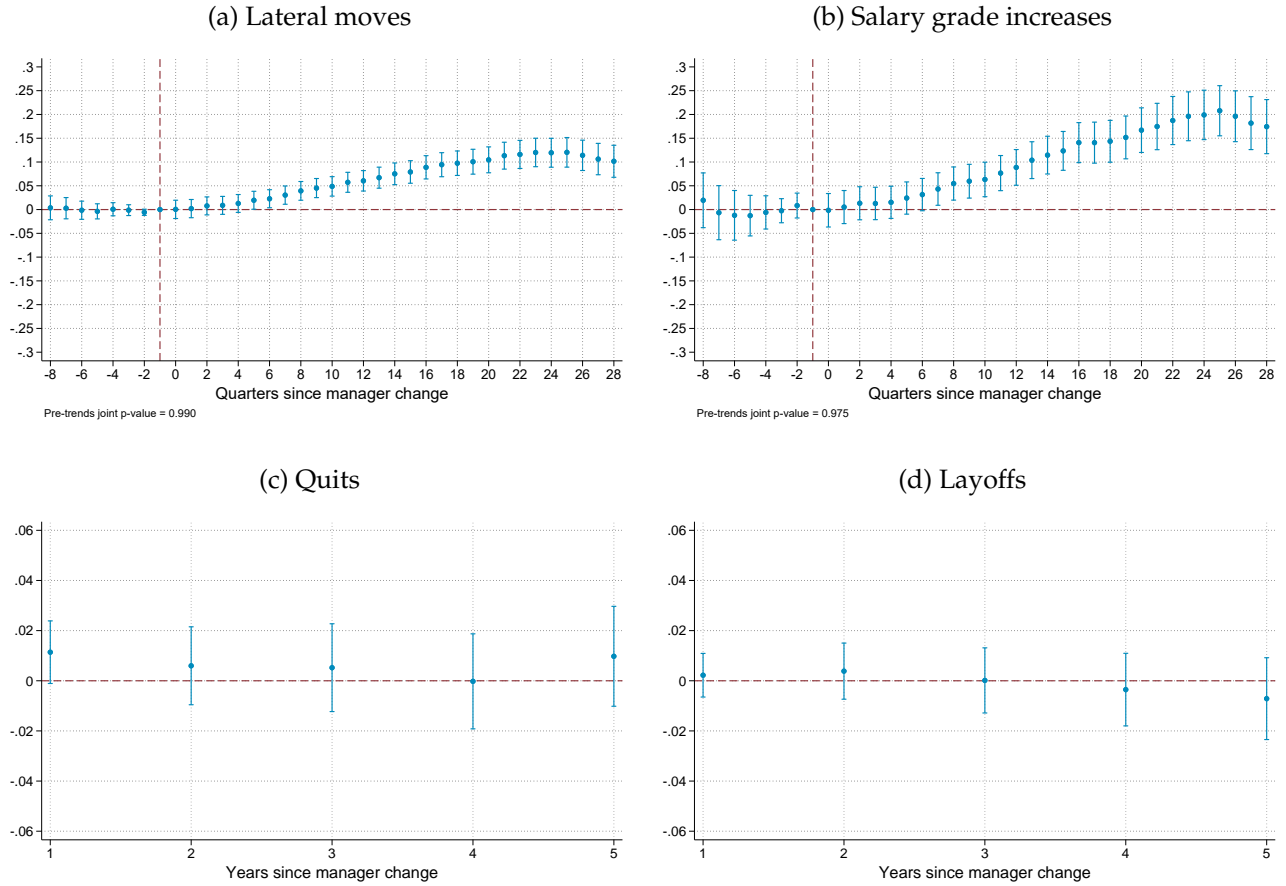 (a) Lateral moves
.3
.25
.2
.15
.1
.05
0
-.05
-.1
-.15
-.2
-.25
-.3
-8 -6 -4 -2 0 2 4 6 8 10 12 14 16 18 20 22 24 26 28
Quarters since manager change
Pre-trends joint p-value = 0.990
(b) Salary grade increases
.3
.25
.2
.15
.1
.05
0
-.05
-.1
-.15
-.2
-.25
-.3
-8 -6 -4 -2 0 2 4 6 8 10 12 14 16 18 20 22 24 26 28
Quarters since manager change
Pre-trends joint p-value = 0.975
(c) Quits
.06
.04
.02
0
-.02
-.04
-.06
1 2 3 4 5
Years since manager change
(d) Layoffs
.06
.04
.02
0
-.02
-.04
-.06
1 2 3 4 5
Years since manager change